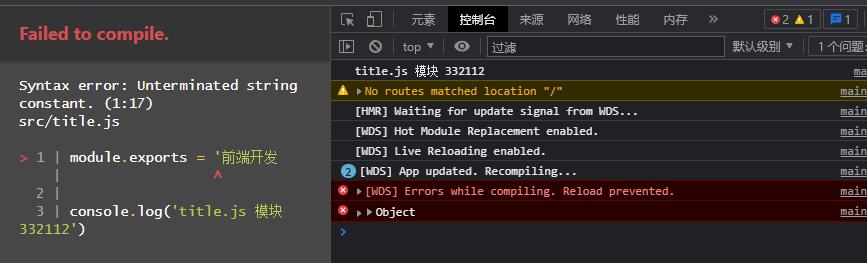 Failed to compile.
Syntax error: Unterminated string
constant. (1:17)
src/title.js
> 1 | module.exports = '前端开发
|                  ^
2 |
3 | console.log('title.js 模块
332112')
元素 控制台 来源 网络 性能 内存 » 2 1 1
top ▼ 过滤 默认级别 ▼ 1 个问题:
title.js 模块 332112 ma
No routes matched location "/" main
[HMR] Waiting for update signal from WDS... main
[WDS] Hot Module Replacement enabled. main
[WDS] Live Reloading enabled. main
2 [WDS] App updated. Recompiling... main
[WDS] Errors while compiling. Reload prevented. main
Object main
>